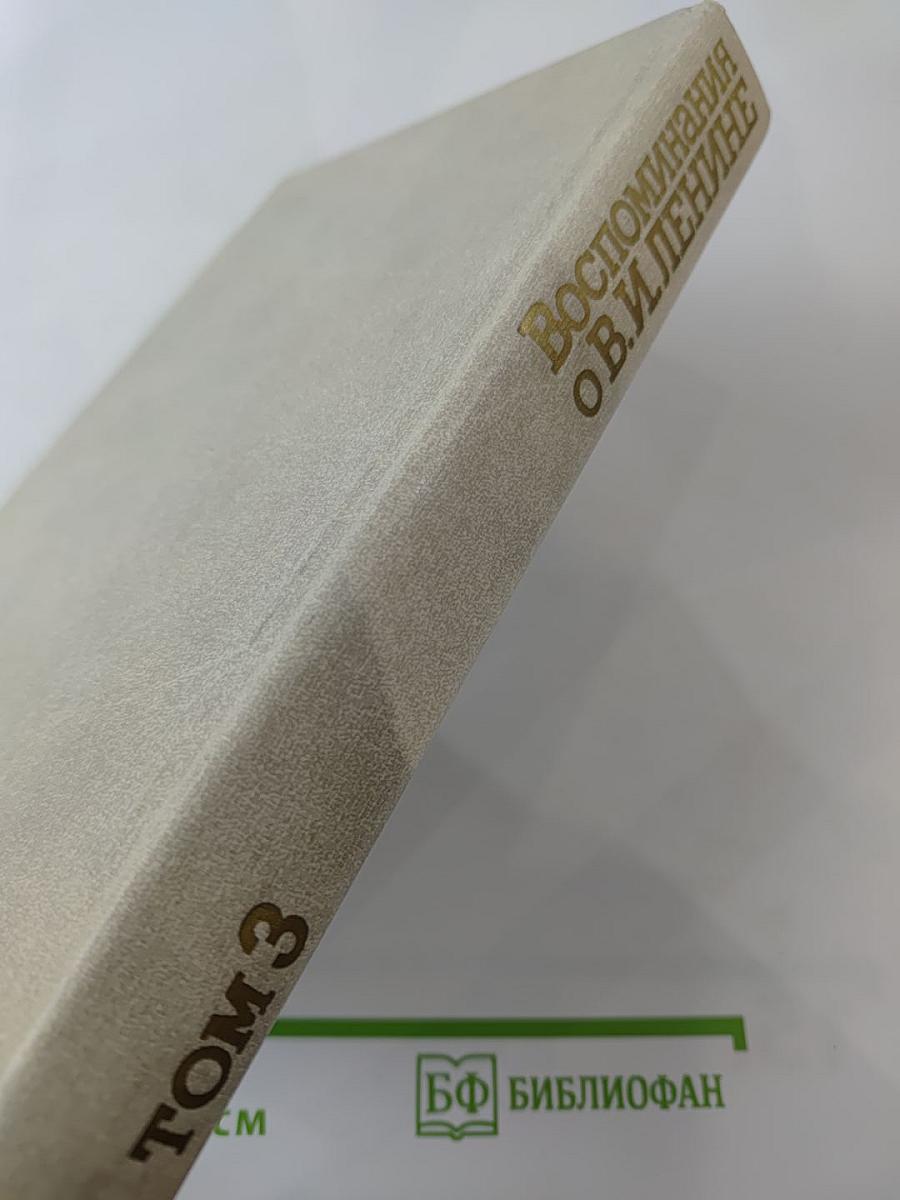 Воспоминания
о В.И.ЛЕНИНЕ
ТОМ 3
см
БФ БИБЛИОФАН